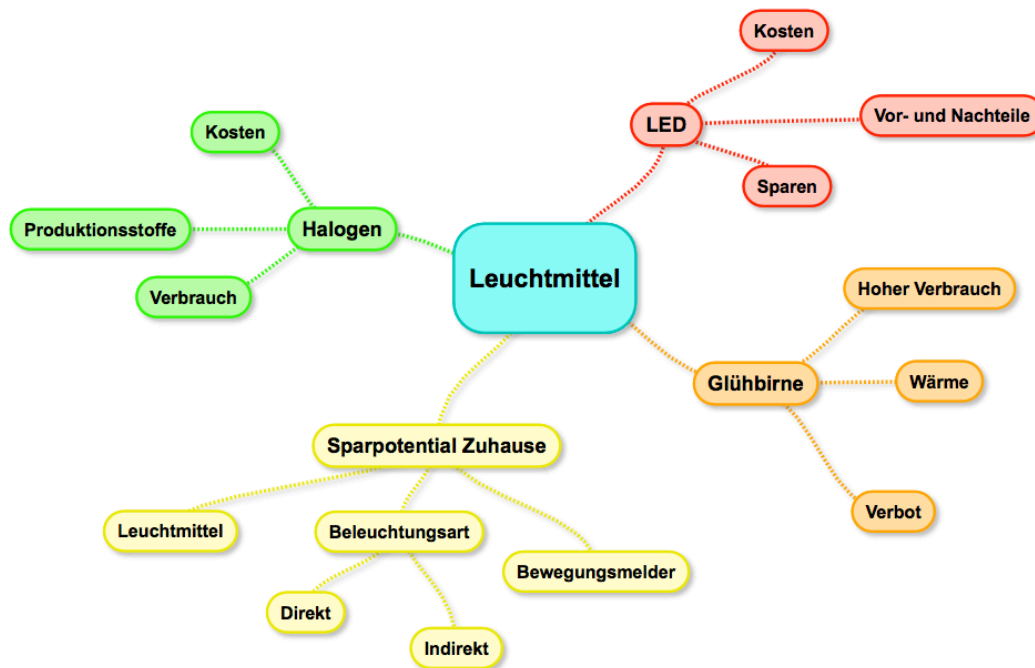 Leuchtmittel
LED
Kosten
Vor- und Nachteile
Sparen
Glühbirne
Hoher Verbrauch
Wärme
Verbot
Sparpotential Zuhause
Leuchtmittel
Beleuchtungsart
Direkt
Indirekt
Bewegungsmelder
Halogen
Kosten
Produktionsstoffe
Verbrauch